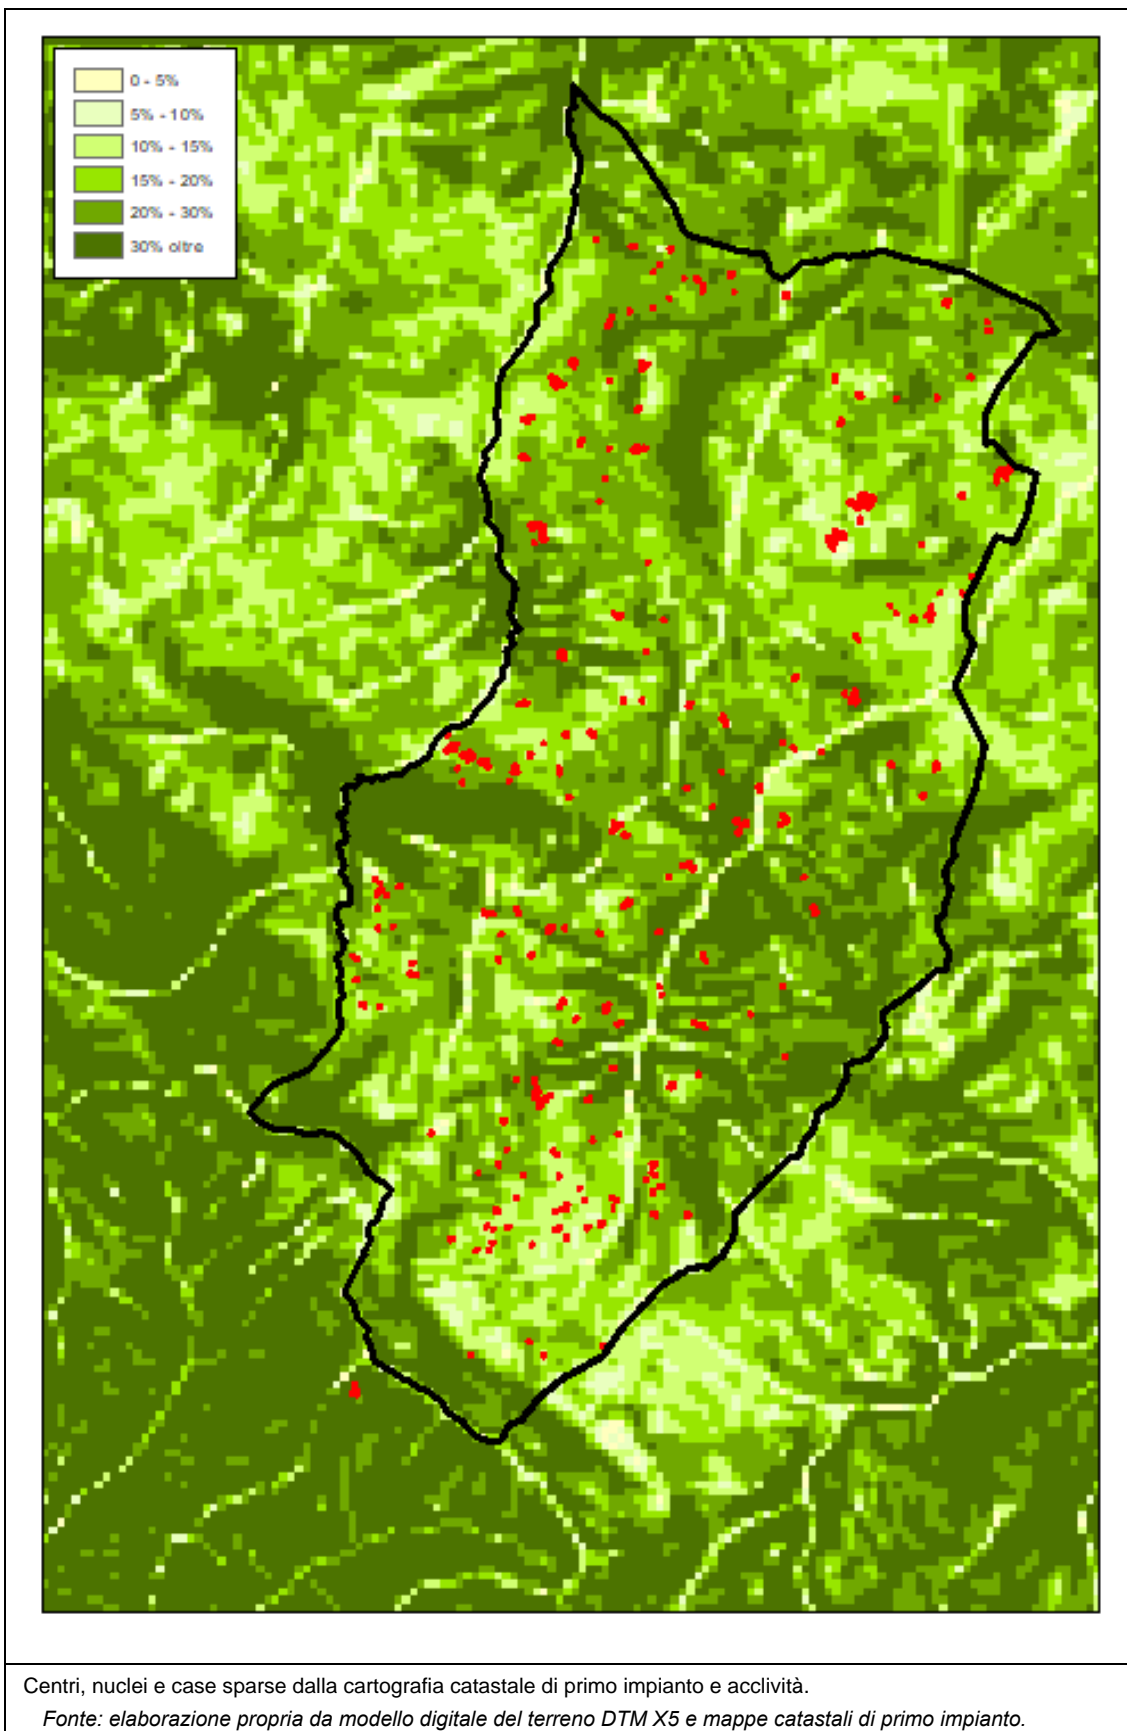 0 - 5%
5% - 10%
10% - 15%
15% - 20%
20% - 30%
30% oltre
Centri, nuclei e case sparse dalla cartografia catastale di primo impianto e acclività.
Fonte: elaborazione propria da modello digitale del terreno DTM X5 e mappe catastali di primo impianto.